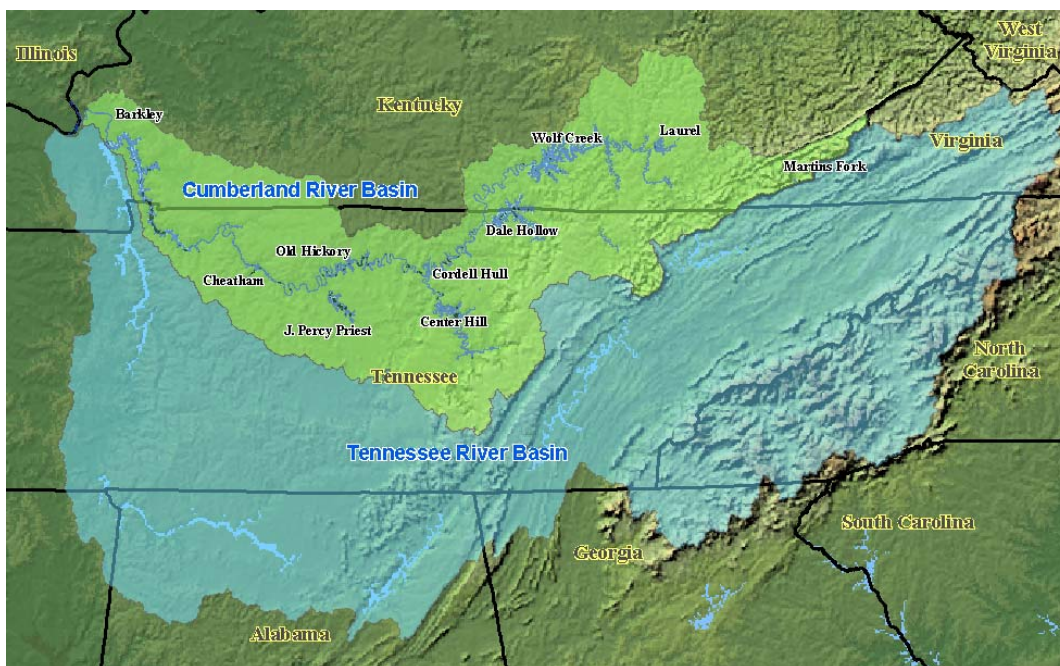 Illinois
West
Virginia
Barkley
Kentucky
Wolf Creek
Laurel
Virginia
Martins Fork
Cumberland River Basin
Dale Hollow
Old Hickory
Cordell Hull
Cheatham
Center Hill
J. Percy Priest
North
Carolina
Tennessee
Tennessee River Basin
South Carolina
Georgia
Alabama